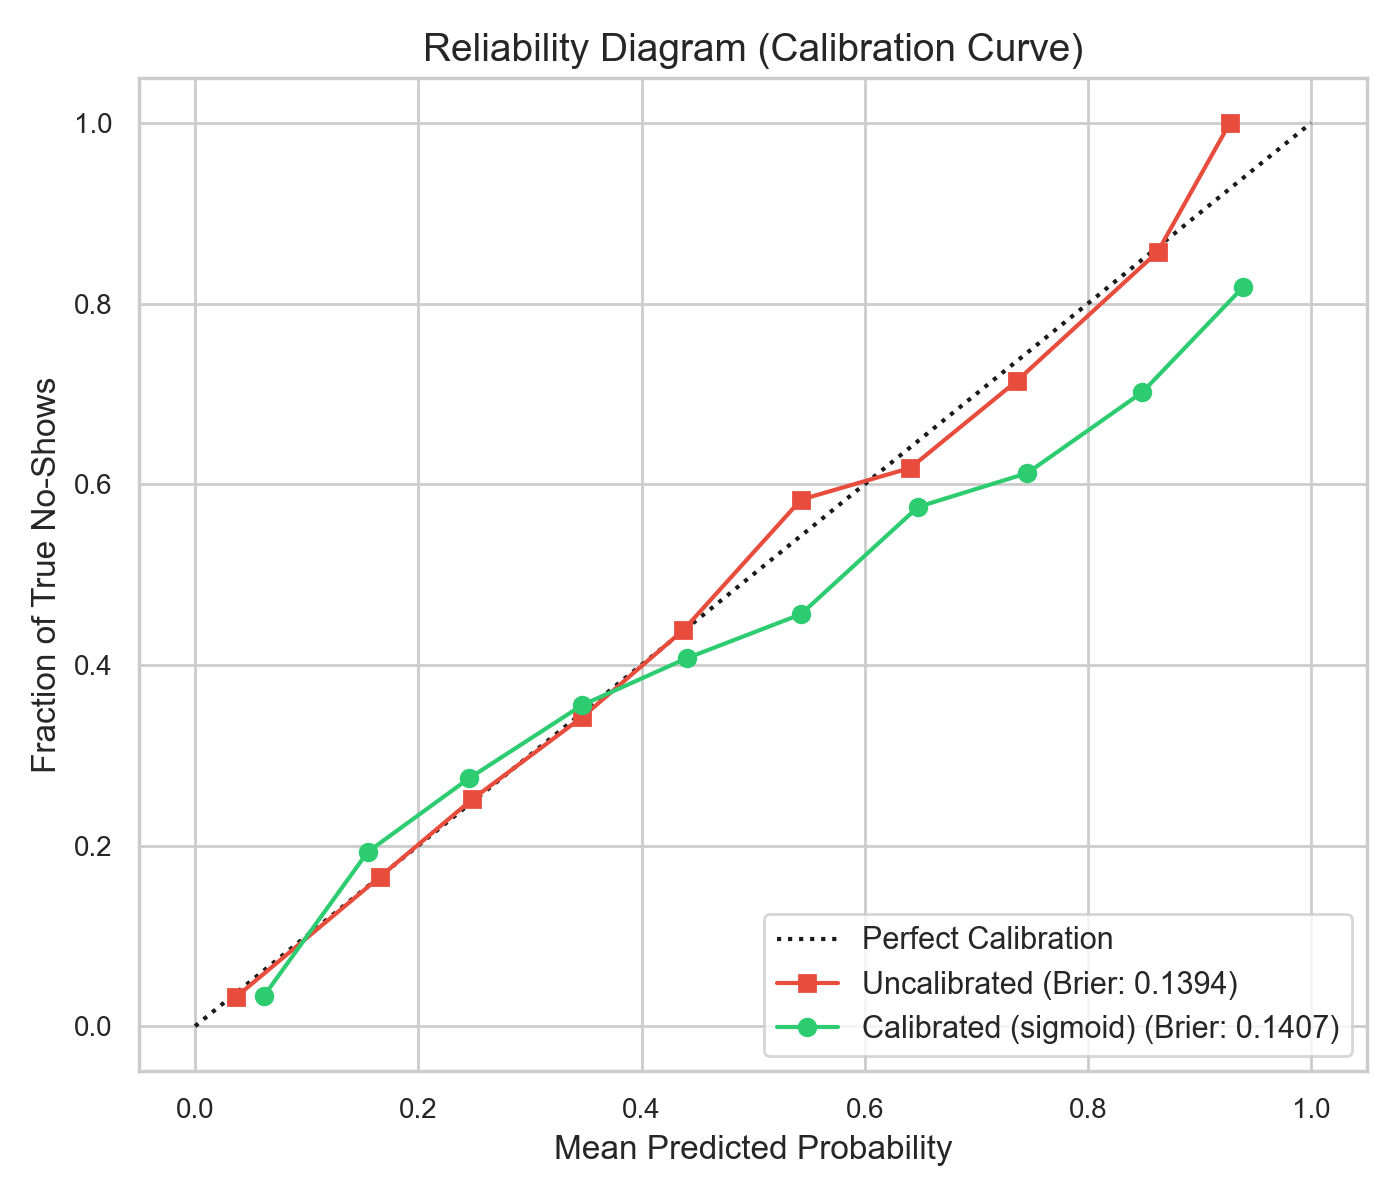 Reliability Diagram (Calibration Curve)
1.0
0.8
0.6
0.4
0.2
0.0
Fraction of True No-Shows
Perfect Calibration
Uncalibrated (Brier: 0.1394)
Calibrated (sigmoid) (Brier: 0.1407)
0.0 0.2 0.4 0.6 0.8 1.0
Mean Predicted Probability